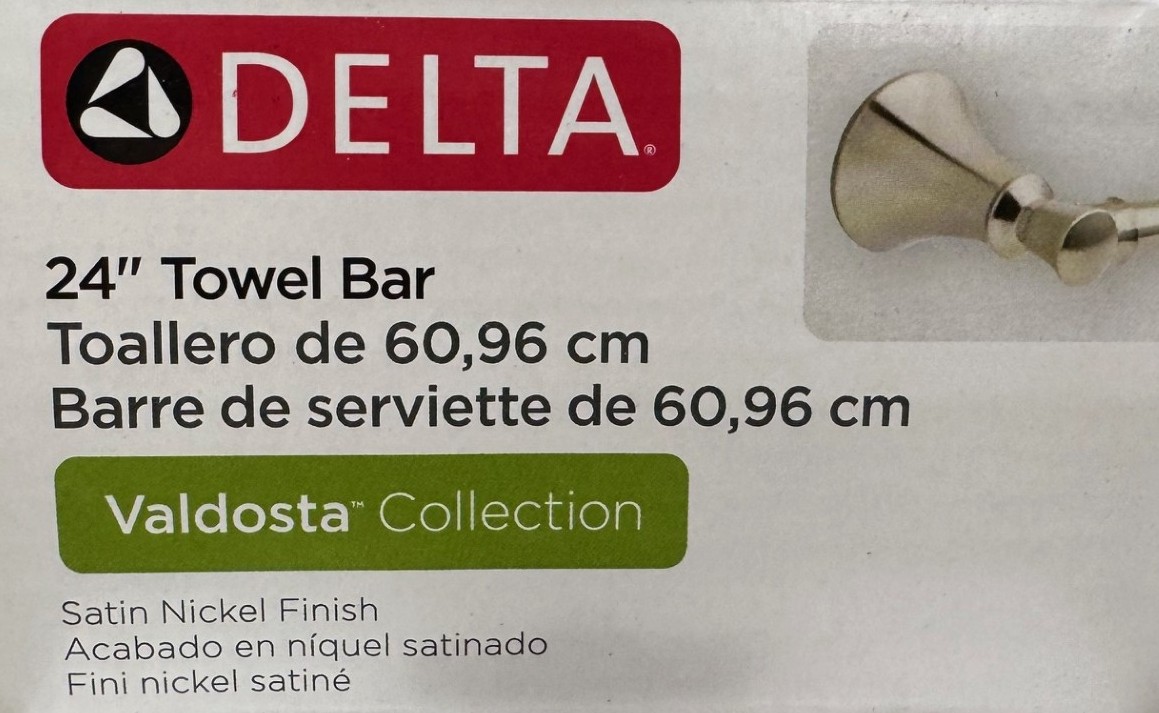 DELTA®
24" Towel Bar
Toallero de 60,96 cm
Barre de serviette de 60,96 cm
Valdosta™ Collection
Satin Nickel Finish
Acabado en níquel satinado
Fini nickel satiné